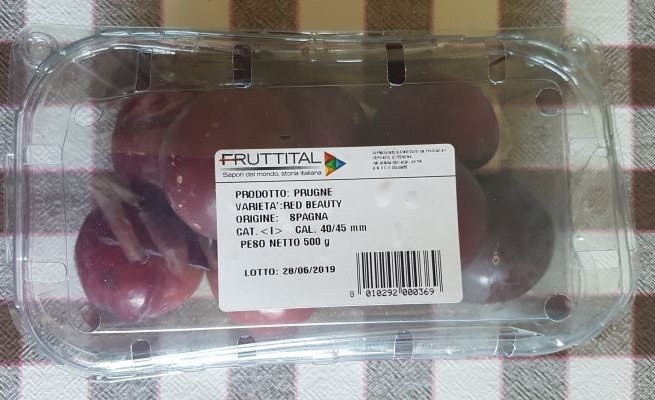 FRUTTITAL
Sapori dal mondo, storia italiana
PRODOTTO: PRUGNE
VARIETA':RED BEAUTY
ORIGINE: SPAGNA
CAT. <I> CAL. 40/45 mm
PESO NETTO 500 g
LOTTO: 28/06/2019
8 010292 000369